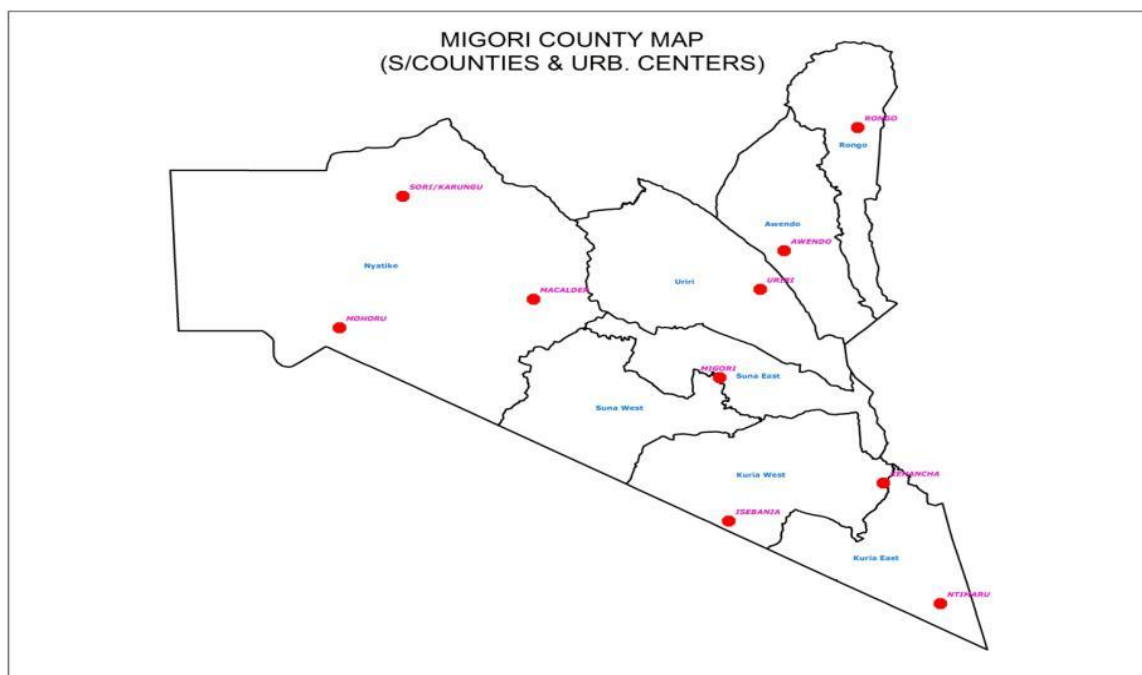 MIGORI COUNTY MAP
(S/COUNTIES & URB. CENTERS)
RONGO
Rongo
SORI/KARUNGU
Awendo
AWENDO
Nyatike
Uriri
URIRI
MACALDER
MOHORU
MIGORI
Suna East
Suna West
Kuria West
KEHANCHA
ISEBANIA
Kuria East
NTIMARU